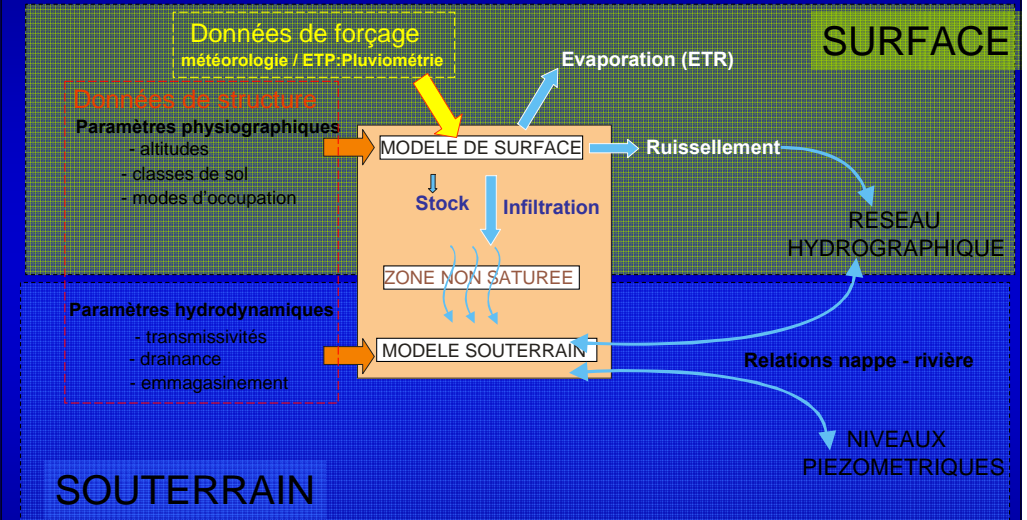 Données de forçage
météorologie / ETP:Pluviométrie
SURFACE
Evaporation (ETR)
Données de structure
Paramètres physiographiques
- altitudes
- classes de sol
- modes d'occupation
MODELE DE SURFACE
Ruissellement
Stock
Infiltration
RESEAU
HYDROGRAPHIQUE
ZONE NON SATUREE
Paramètres hydrodynamiques
- transmissivités
- drainance
- emmagasinement
MODELE SOUTERRAIN
Relations nappe - rivière
NIVEAUX
PIEZOMETRIQUES
SOUTERRAIN